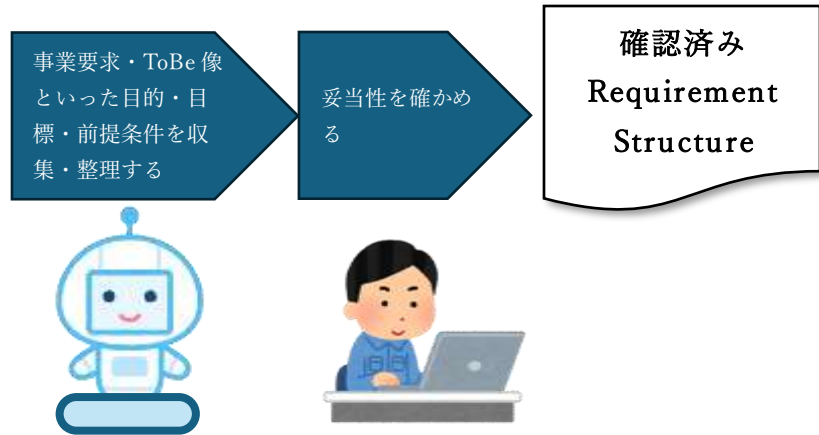 事業要求・ToBe 像
といった目的・目
標・前提条件を収
集・整理する
妥当性を確かめ
る
確認済み
Requirement
Structure